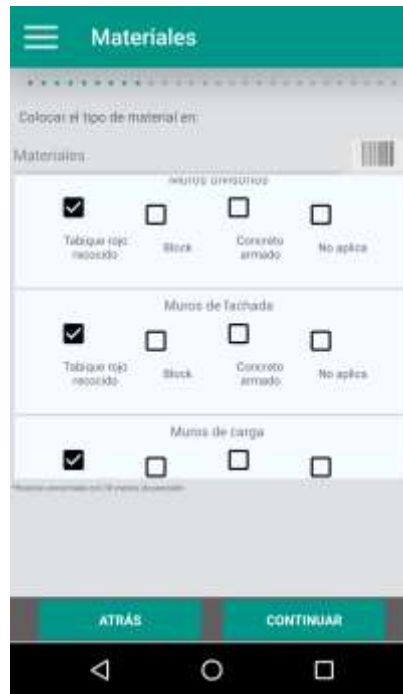 Materiales
Colocar el tipo de material en:
Materiales
Muros divisorios
Tabique rojo recocido
Block
Concreto armado
No aplica
Muros de fachada
Tabique rojo recocido
Block
Concreto armado
No aplica
Muros de carga
ATRÁS
CONTINUAR